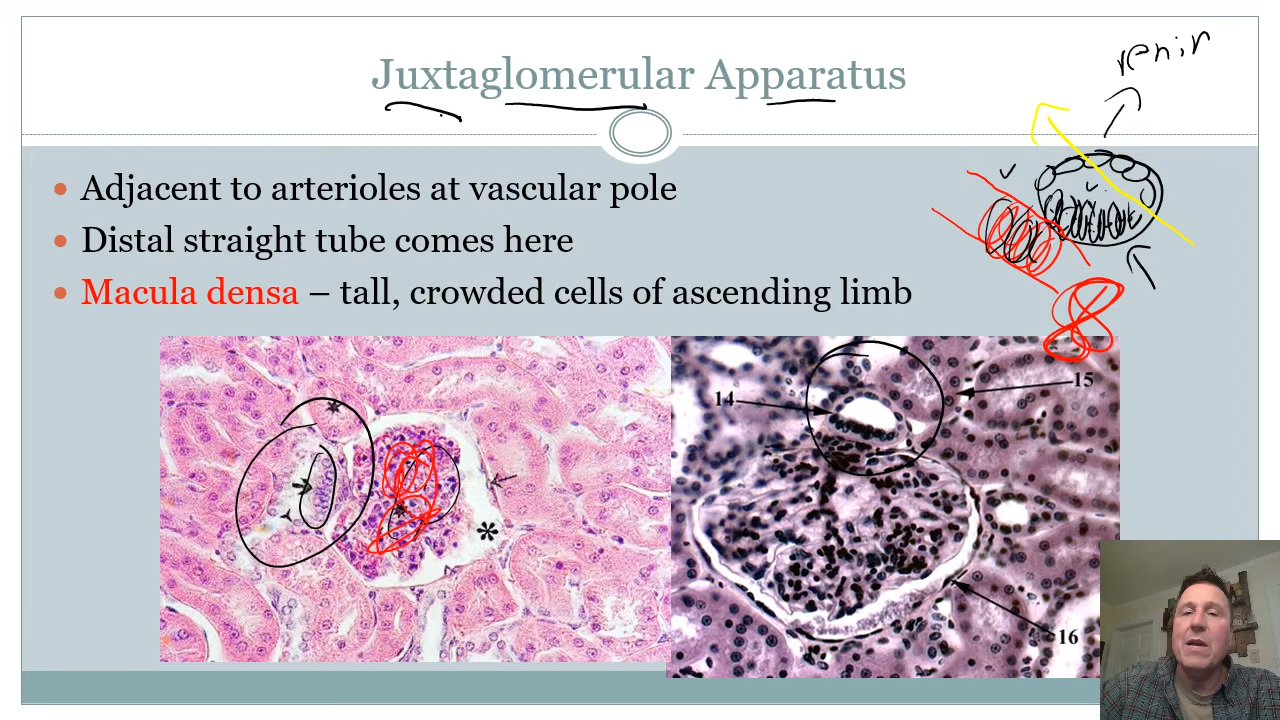 renin
Juxtaglomerular Apparatus
Adjacent to arterioles at vascular pole
Distal straight tube comes here
Macula densa – tall, crowded cells of ascending limb
14
15
16